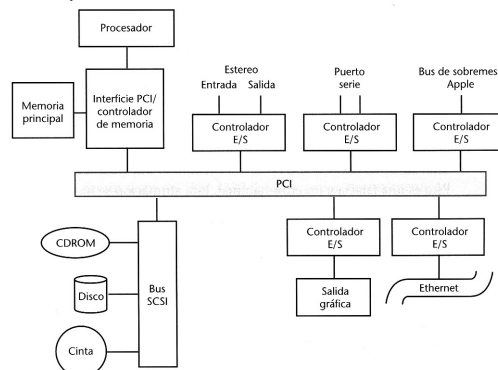 Procesador
Memoria
principal
Interficie PCI/
controlador
de memoria
Estereo
Entrada Salida
Controlador
E/S
Puerto
serie
Controlador
E/S
Bus de sobremes
Apple
Controlador
E/S
PCI
CDROM
Disco
Cinta
Bus
SCSI
Controlador
E/S
Salida
gráfica
Controlador
E/S
Ethernet